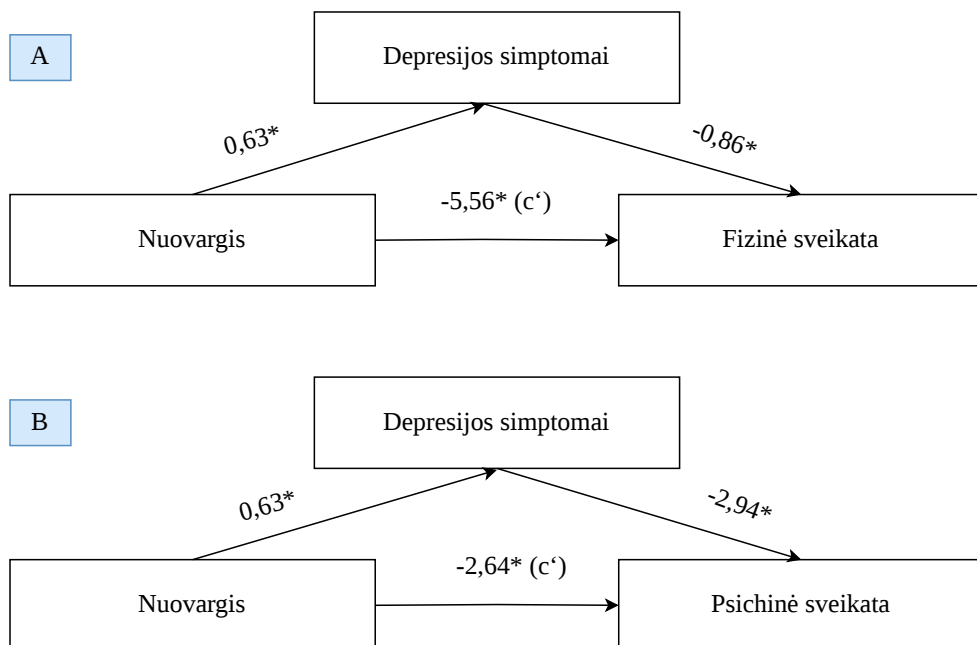 A
Depresijos simptomai
0,63*
-0,86*
-5,56* (c‘)
Nuovargis
Fizinė sveikata
B
Depresijos simptomai
0,63*
-2,94*
-2,64* (c‘)
Nuovargis
Psichinė sveikata